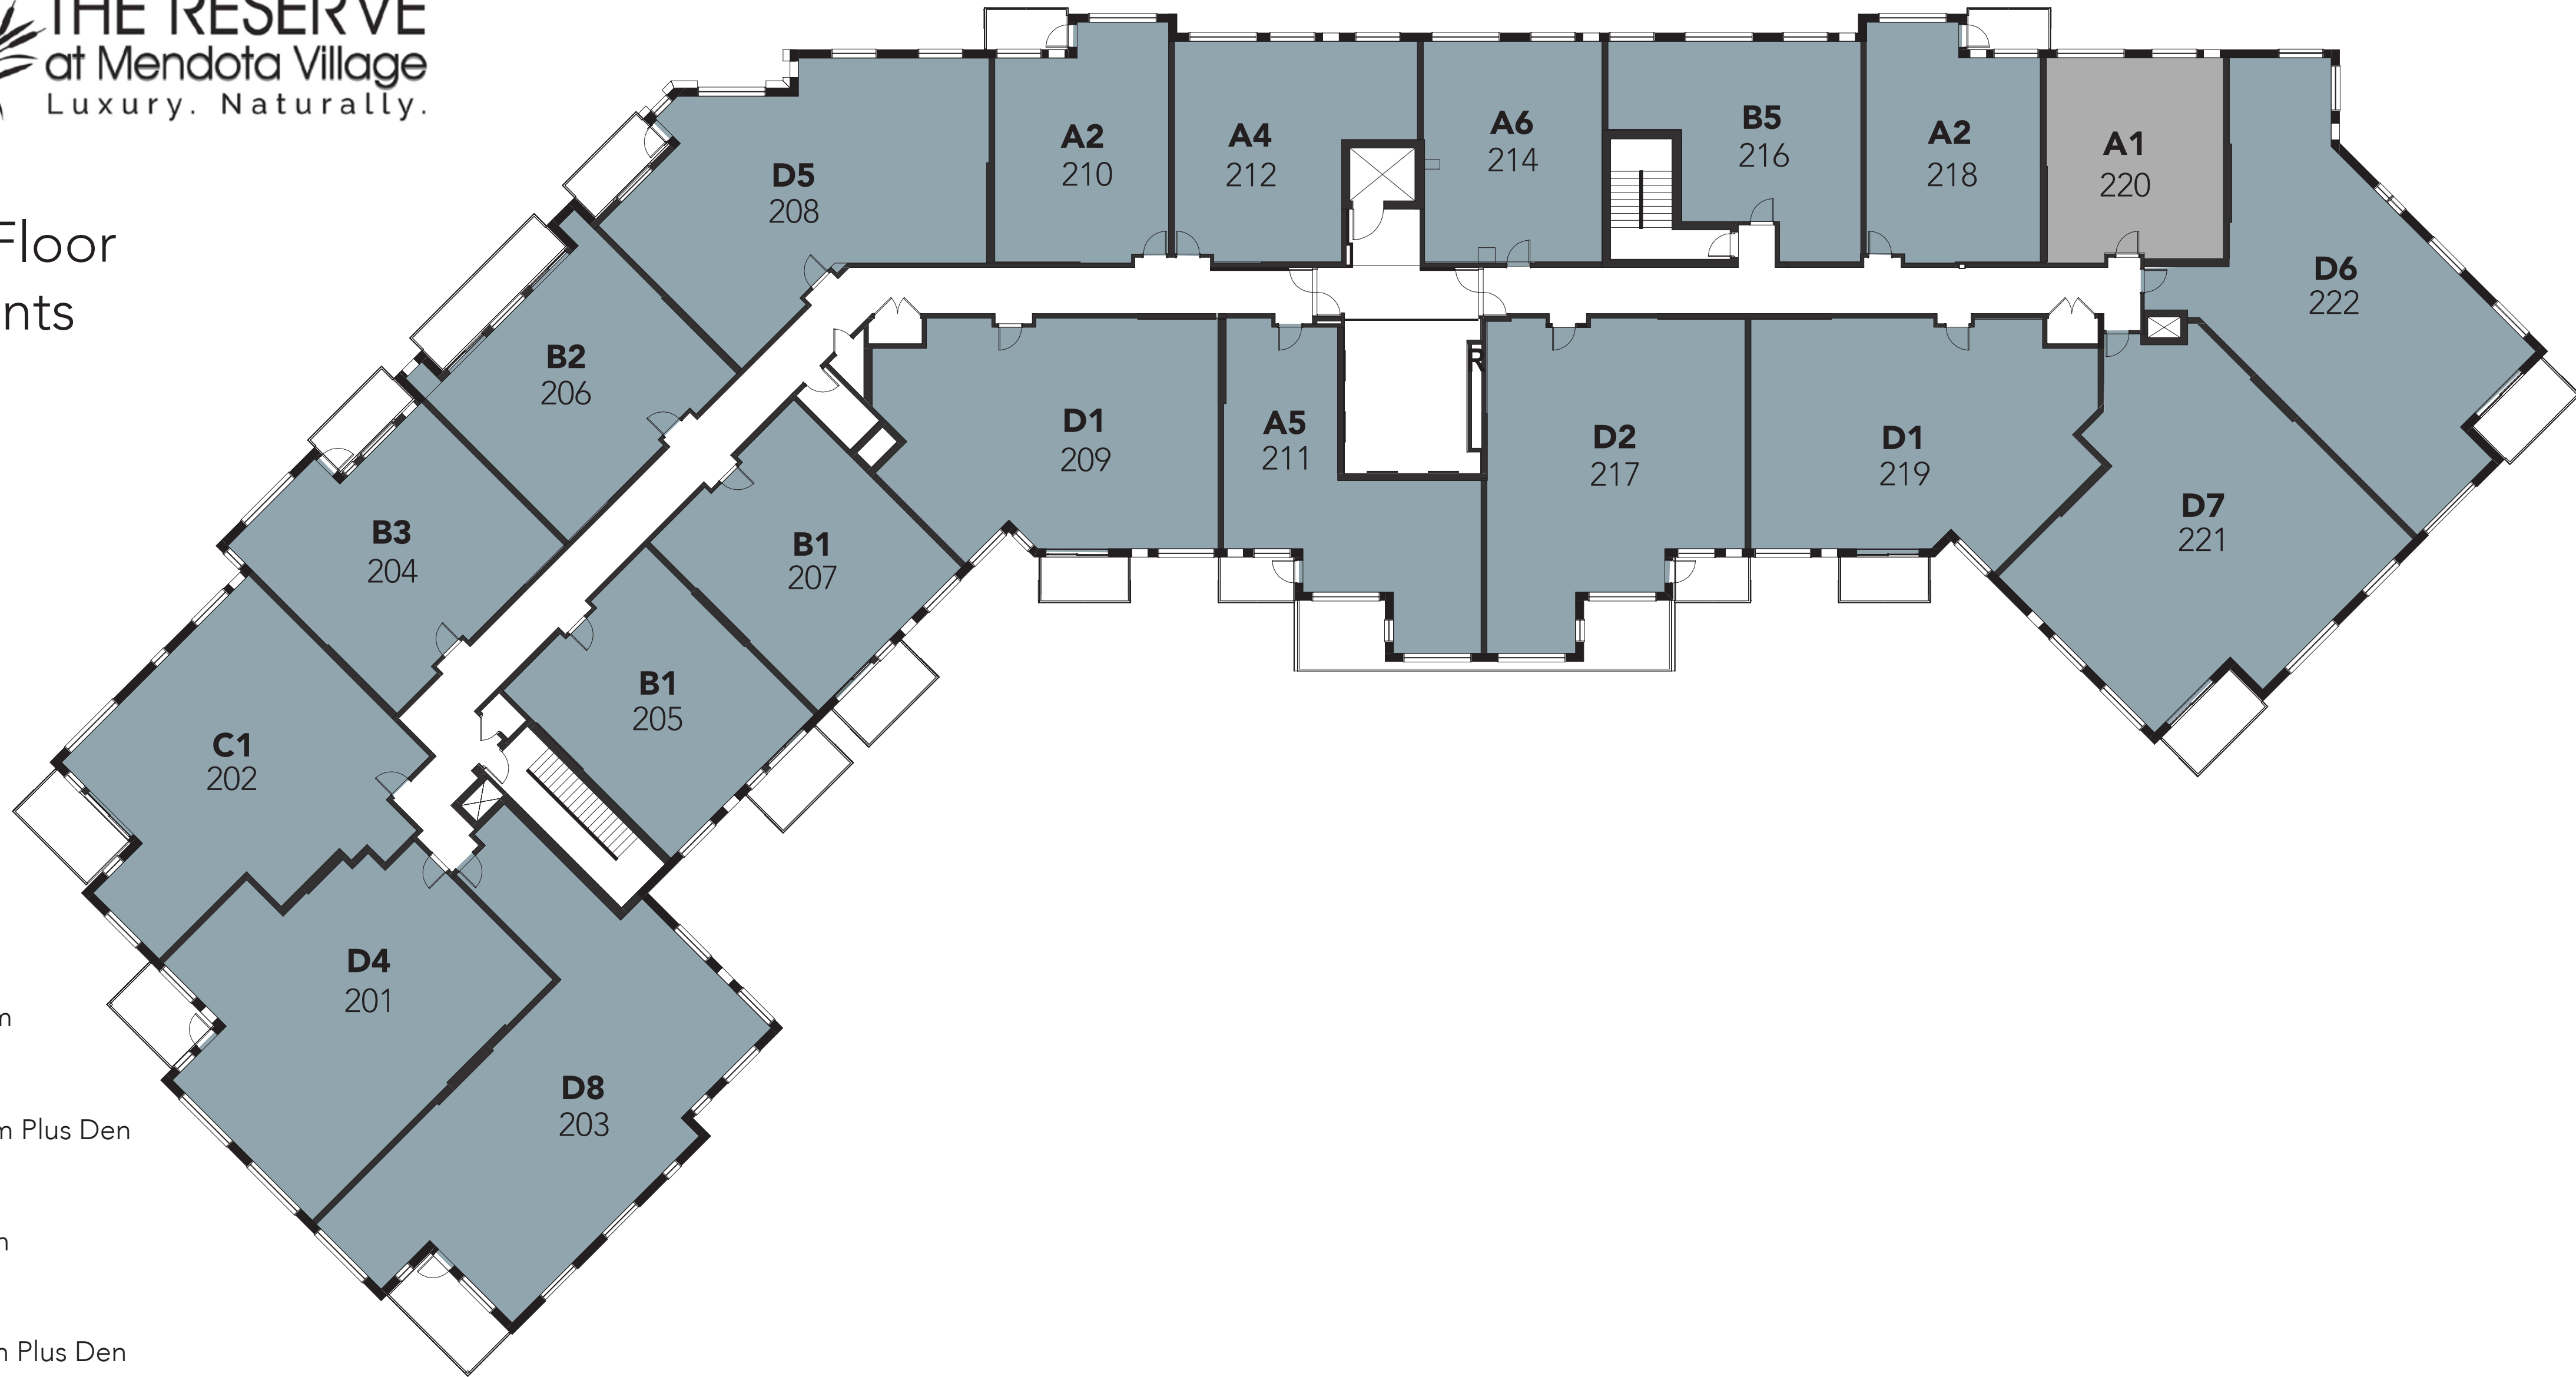 THE RESERVE
at Mendota Village
Luxury. Naturally.
Floor
nts
D5
208
A2
210
A4
212
A6
214
B5
216
A2
218
A1
220
D6
222
B2
206
B3
204
D1
209
A5
211
R
D2
217
D1
219
D7
221
B1
207
B1
205
C1
202
D4
201
D8
203
m
m Plus Den
n
n Plus Den